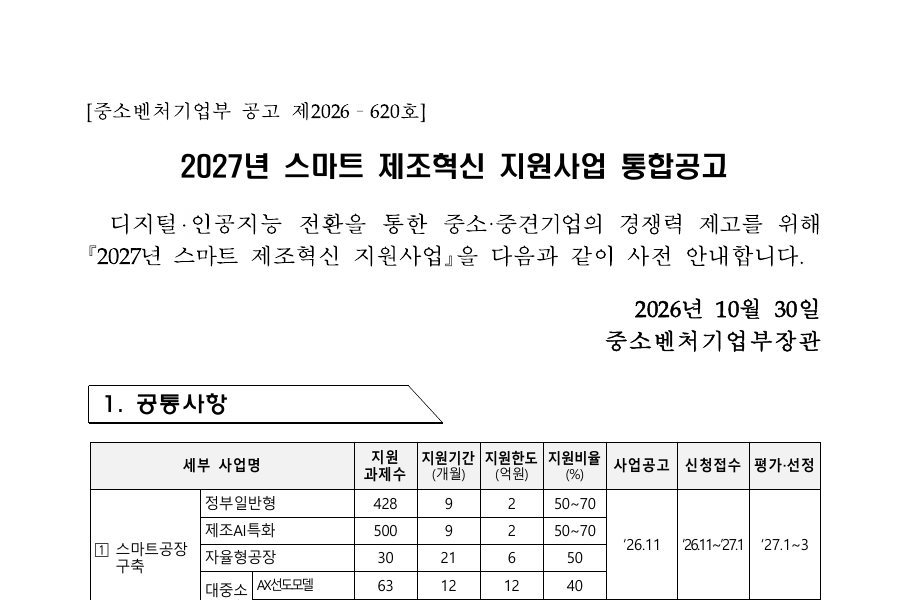 [중소벤처기업부 공고 제2026 - 620호]
2027년 스마트 제조혁신 지원사업 통합공고
디지털·인공지능 전환을 통한 중소·중견기업의 경쟁력 제고를 위해
『2027년 스마트 제조혁신 지원사업』을 다음과 같이 사전 안내합니다.
2026년 10월 30일
중소벤처기업부장관
1. 공통사항
세부 사업명 지원 과제수 지원기간 (개월) 지원한도 (억원) 지원비율 (%) 사업공고 신청접수 평가·선정
1 스마트공장 구축
정부일반형 428 9 2 50~70
제조AI특화 500 9 2 50~70
자율형공장 30 21 6 50
대중소 AX선도모델 63 12 12 40
‘26.11 ‘26.11~‘27.1 ‘27.1~3